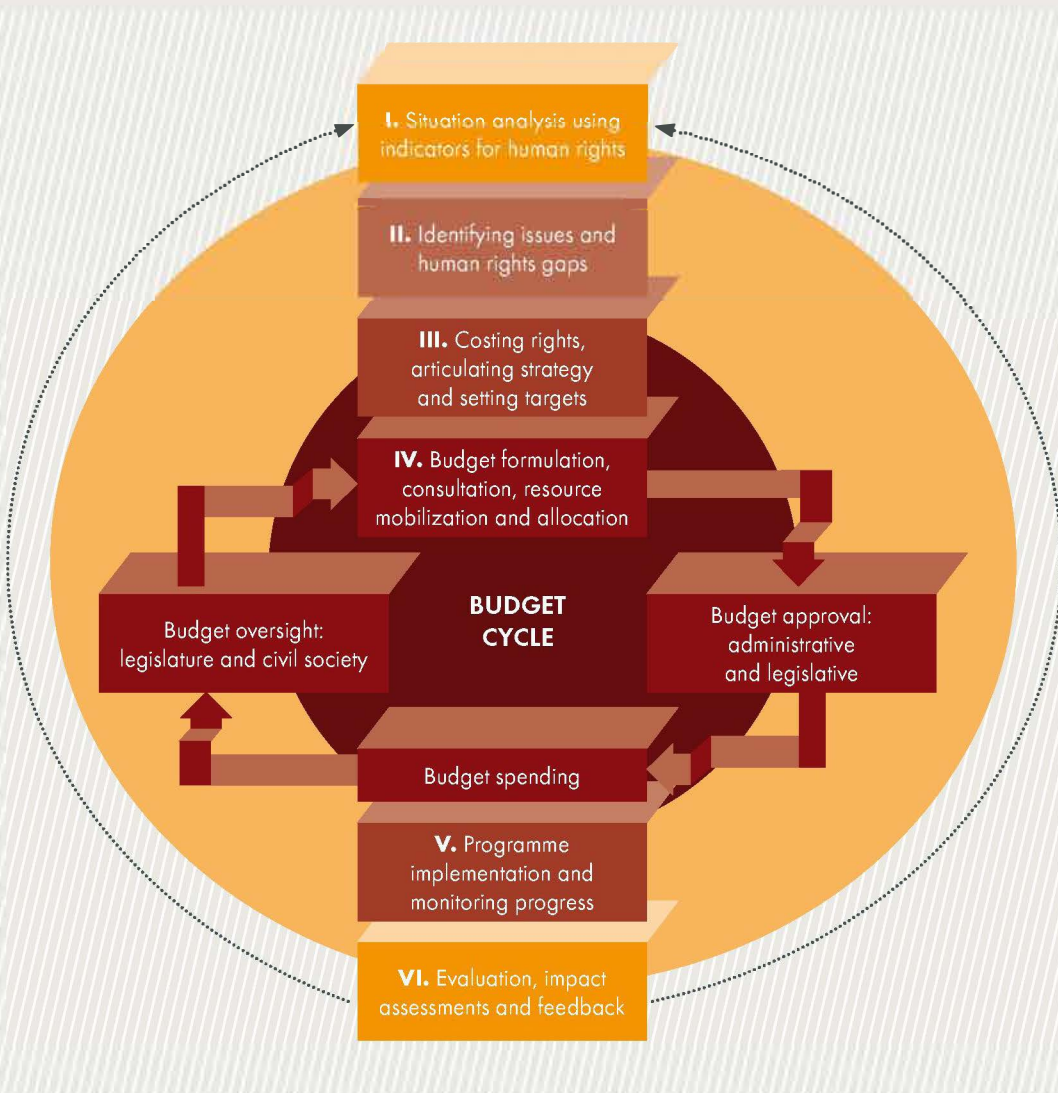 I. Situation analysis using
indicators for human rights
II. Identifying issues and
human rights gaps
III. Costing rights,
articulating strategy
and setting targets
IV. Budget formulation,
consultation, resource
mobilization and allocation
BUDGET
CYCLE
Budget oversight:
legislature and civil society
Budget approval:
administrative
and legislative
Budget spending
V. Programme
implementation and
monitoring progress
VI. Evaluation, impact
assessments and feedback